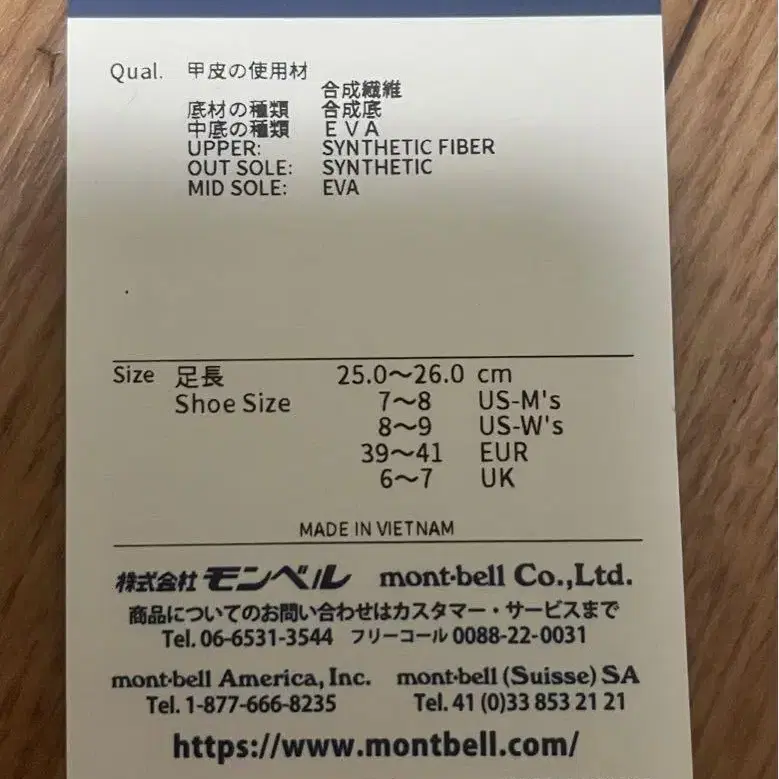 Qual. 甲皮の使用材
合成繊維
底材の種類 合成底
中底の種類 ＥＶＡ
UPPER: SYNTHETIC FIBER
OUT SOLE: SYNTHETIC
MID SOLE: EVA
Size 足長 25.0〜26.0 cm
Shoe Size 7〜8 US-M's
8〜9 US-W's
39〜41 EUR
6〜7 UK
MADE IN VIETNAM
株式会社モンベル mont·bell Co.,Ltd.
商品についてのお問い合わせはカスタマー・サービスまで
Tel. 06-6531-3544 フリーコール 0088-22-0031
mont·bell America, Inc. mont·bell (Suisse) SA
Tel. 1-877-666-8235 Tel. 41 (0)33 853 21 21
https://www.montbell.com/